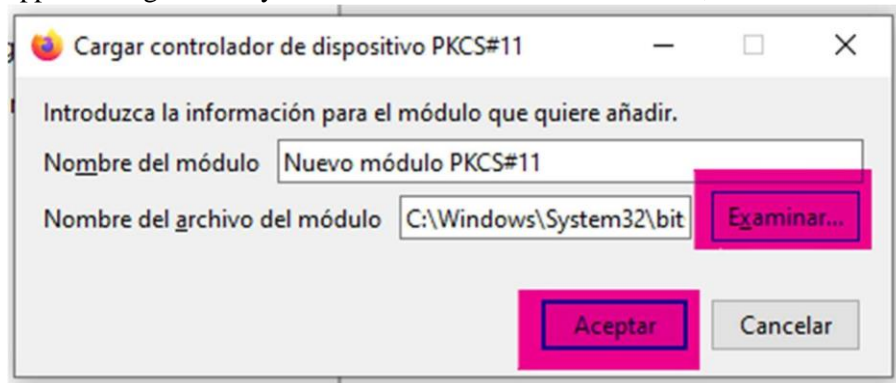 Cargar controlador de dispositivo PKCS#11
Introduzca la información para el módulo que quiere añadir.
Nombre del módulo Nuevo módulo PKCS#11
Nombre del archivo del módulo C:\Windows\System32\bit Examinar...
Aceptar Cancelar